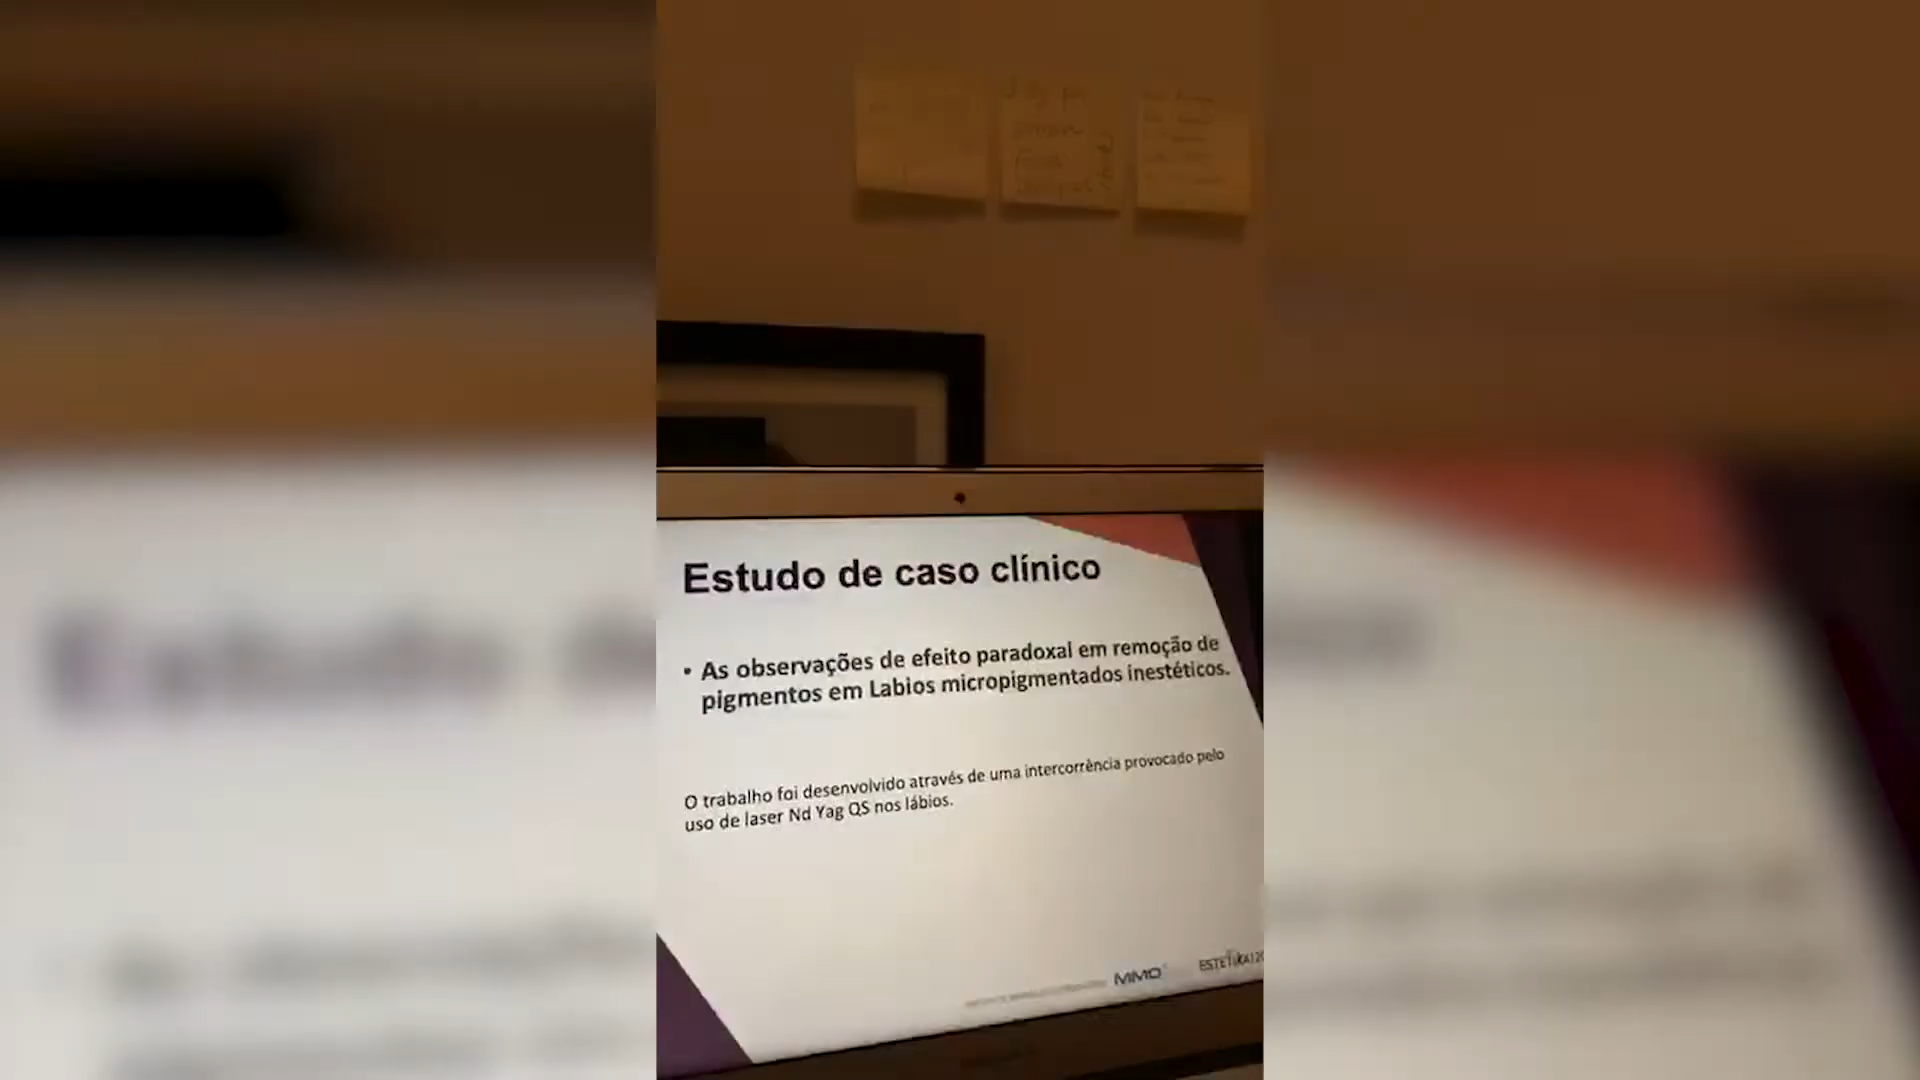 Estudo de caso clínico
• As observações de efeito paradoxal em remoção de
pigmentos em Labios micropigmentados inestéticos.
O trabalho foi desenvolvido através de uma intercorrência provocado pelo
uso de laser Nd Yag QS nos lábios.
MMO